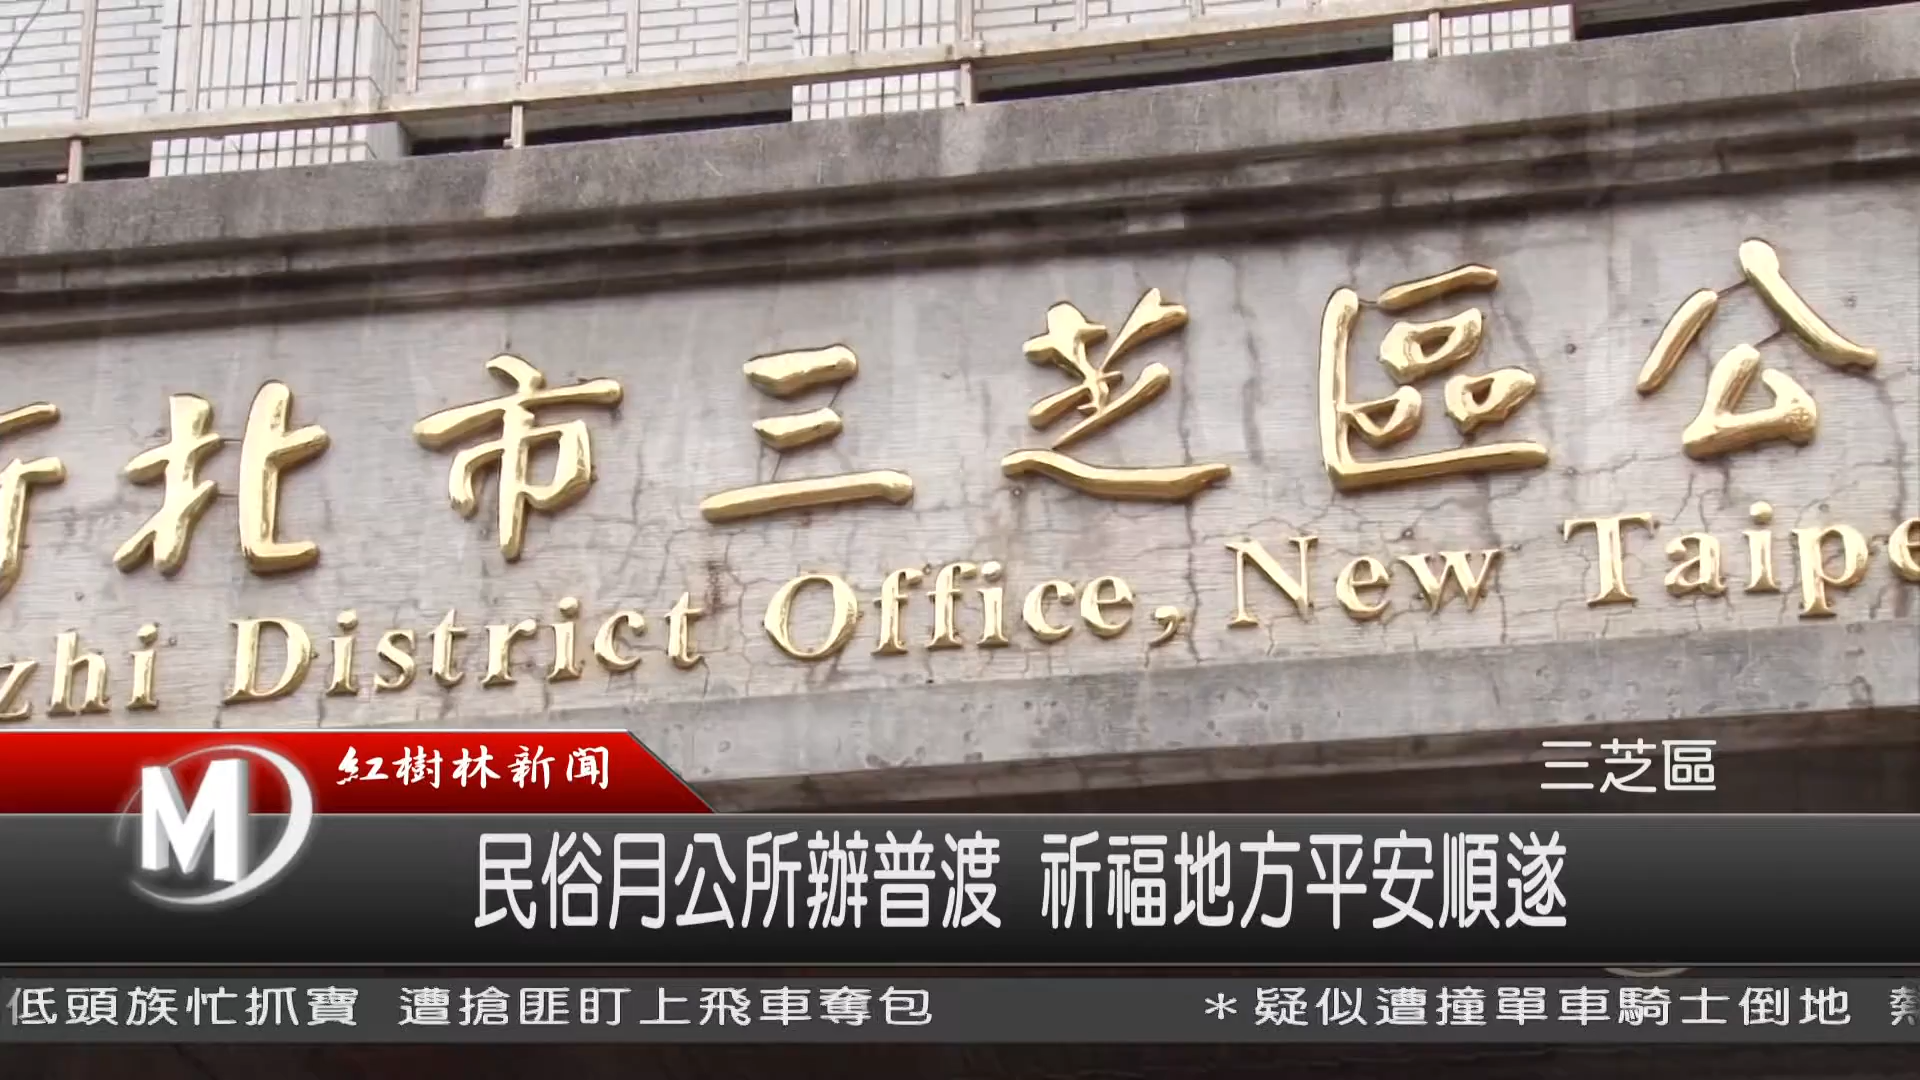 新北市三芝區公
zhi District Office, New Taipe
紅樹林新聞
三芝區
M
民俗月公所辦普渡 祈福地方平安順遂
低頭族忙抓寶 遭搶匪盯上飛車奪包 *疑似遭撞單車騎士倒地